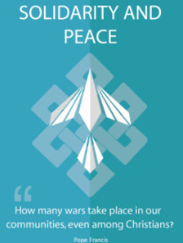 SOLIDARITY AND
PEACE
“
How many wars take place in our
communities, even among Christians?
Pope Francis